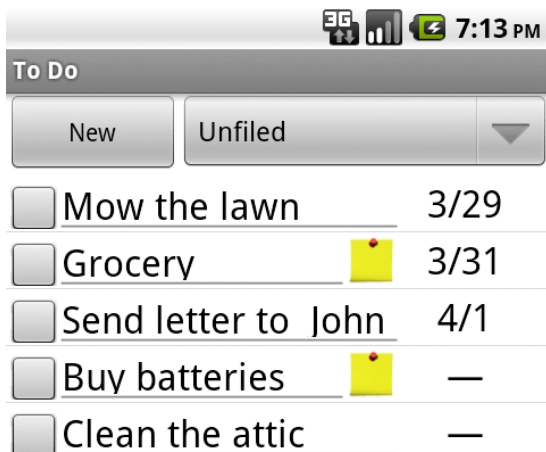 3G 7:13 PM
To Do
New Unfiled
Mow the lawn 3/29
Grocery 3/31
Send letter to John 4/1
Buy batteries —
Clean the attic —